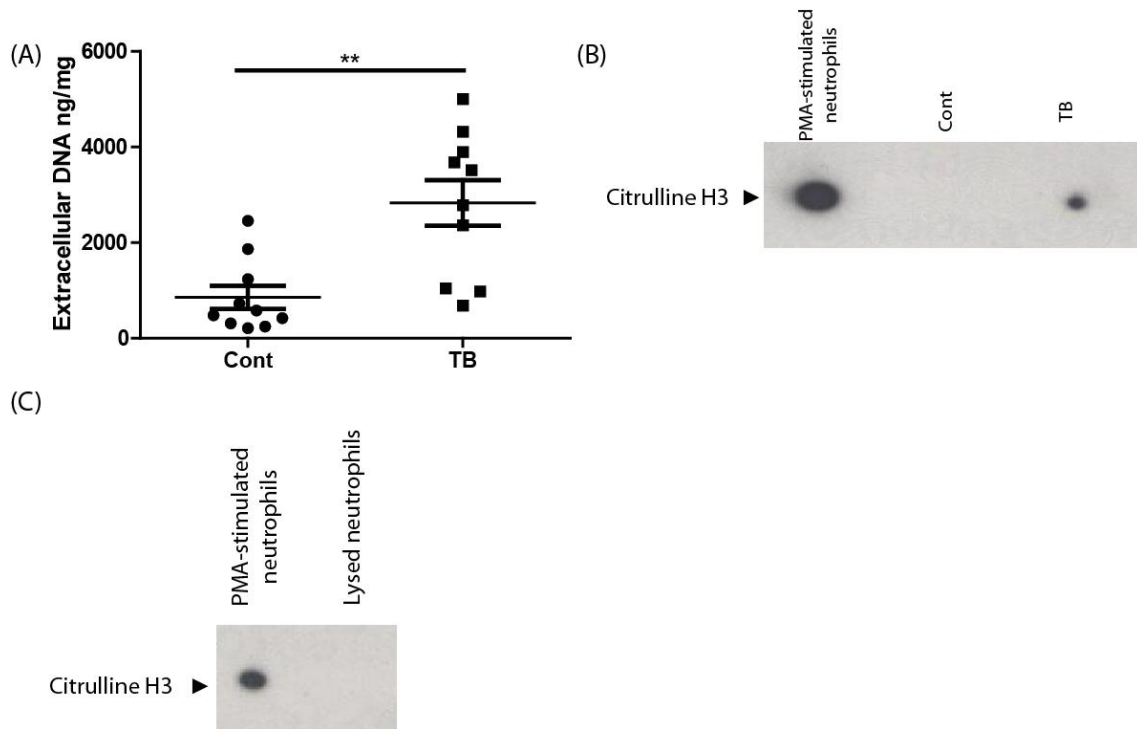 (A)
Extracellular DNA ng/mg
6000
4000
2000
0
**
Cont
TB
(B)
PMA-stimulated
neutrophils
Cont
TB
Citrulline H3
(C)
PMA-stimulated
neutrophils
Lysed neutrophils
Citrulline H3